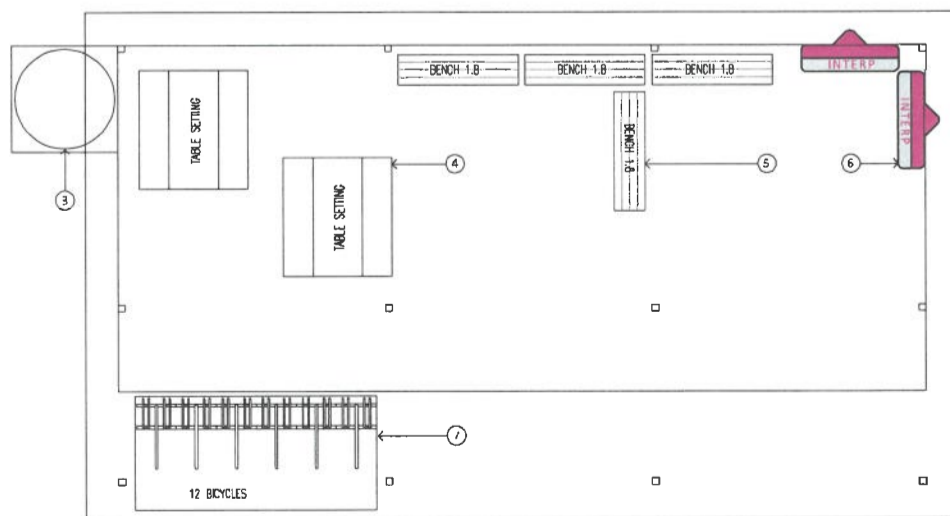 BENCH 1.8
BENCH 1.8
BENCH 1.8
INTERP
INTERP
TABLE SETTING
BENCH 1.8
4
5
6
3
TABLE SETTING
7
12 BICYCLES